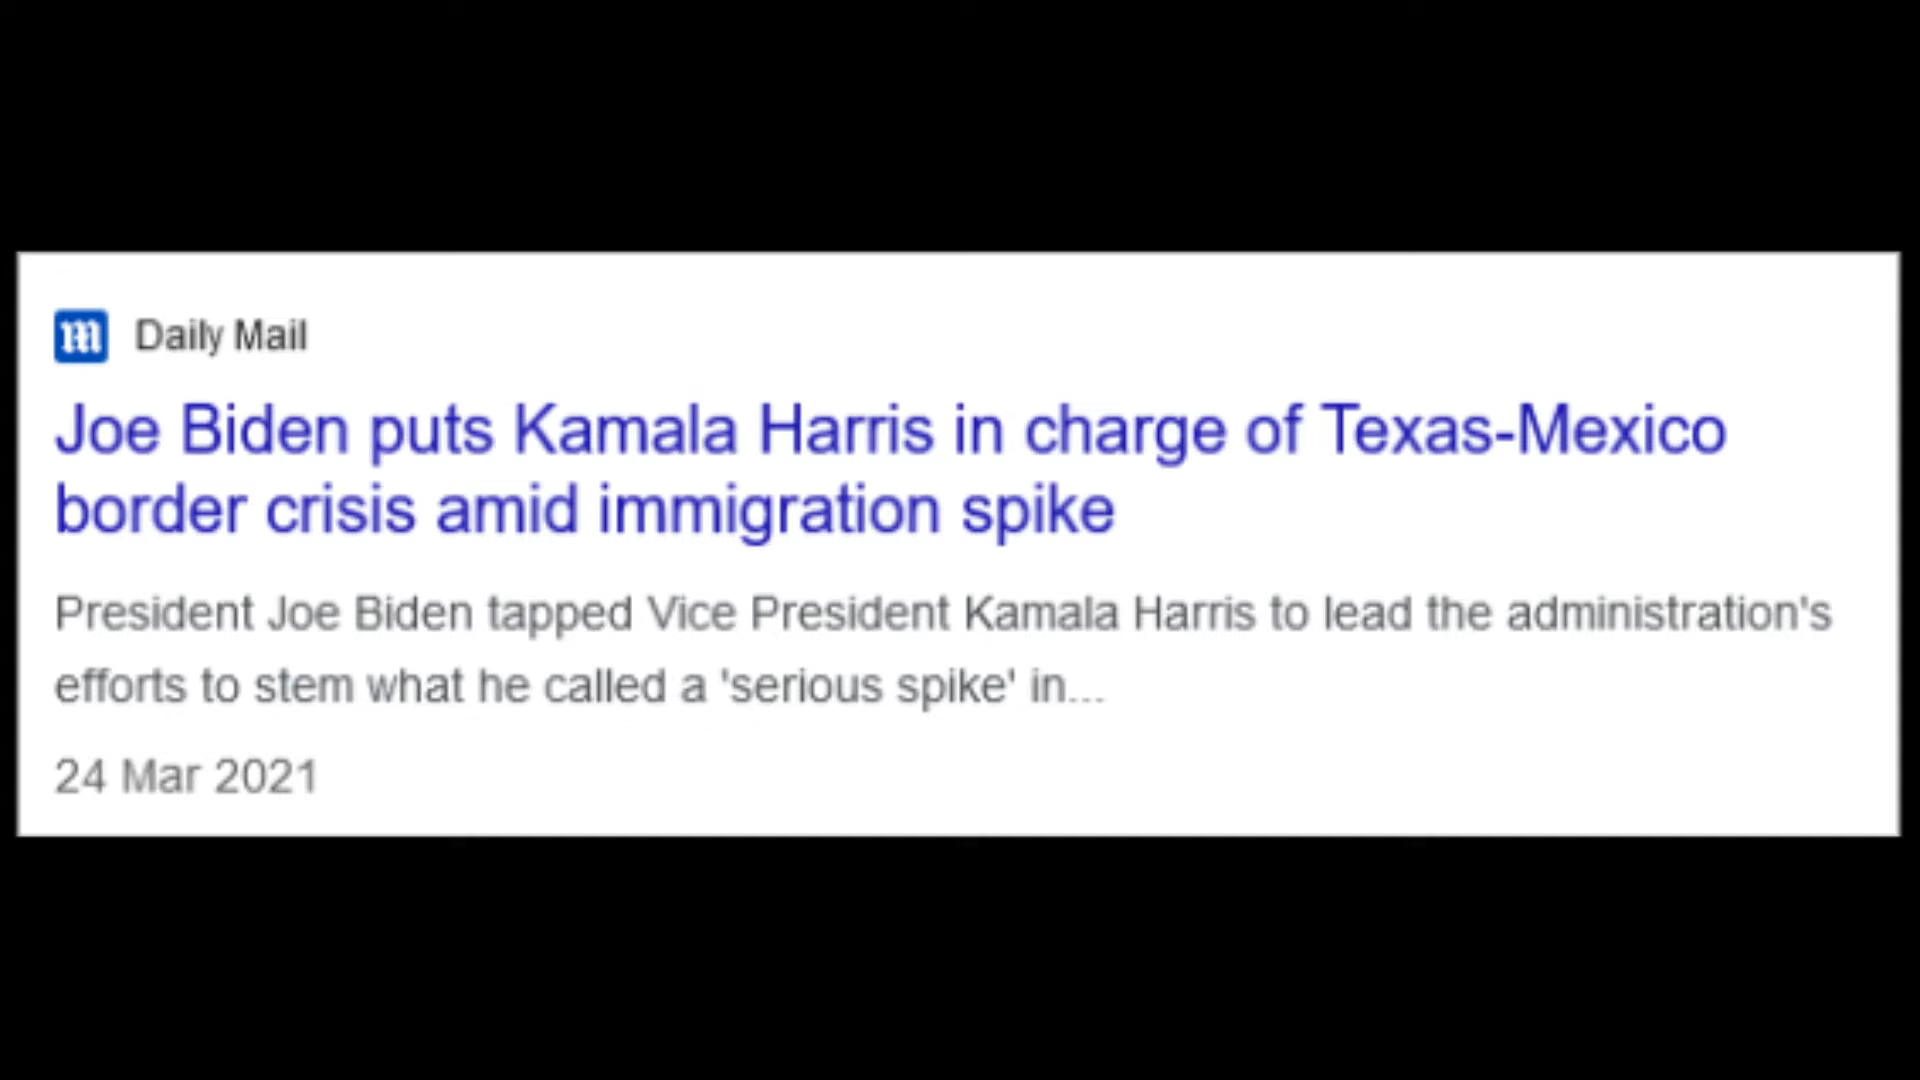 Daily Mail
Joe Biden puts Kamala Harris in charge of Texas-Mexico
border crisis amid immigration spike
President Joe Biden tapped Vice President Kamala Harris to lead the administration's
efforts to stem what he called a 'serious spike' in...
24 Mar 2021